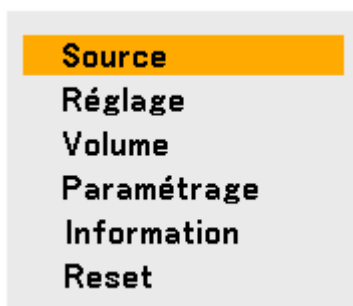 Source
Réglage
Volume
Paramétrage
Information
Reset